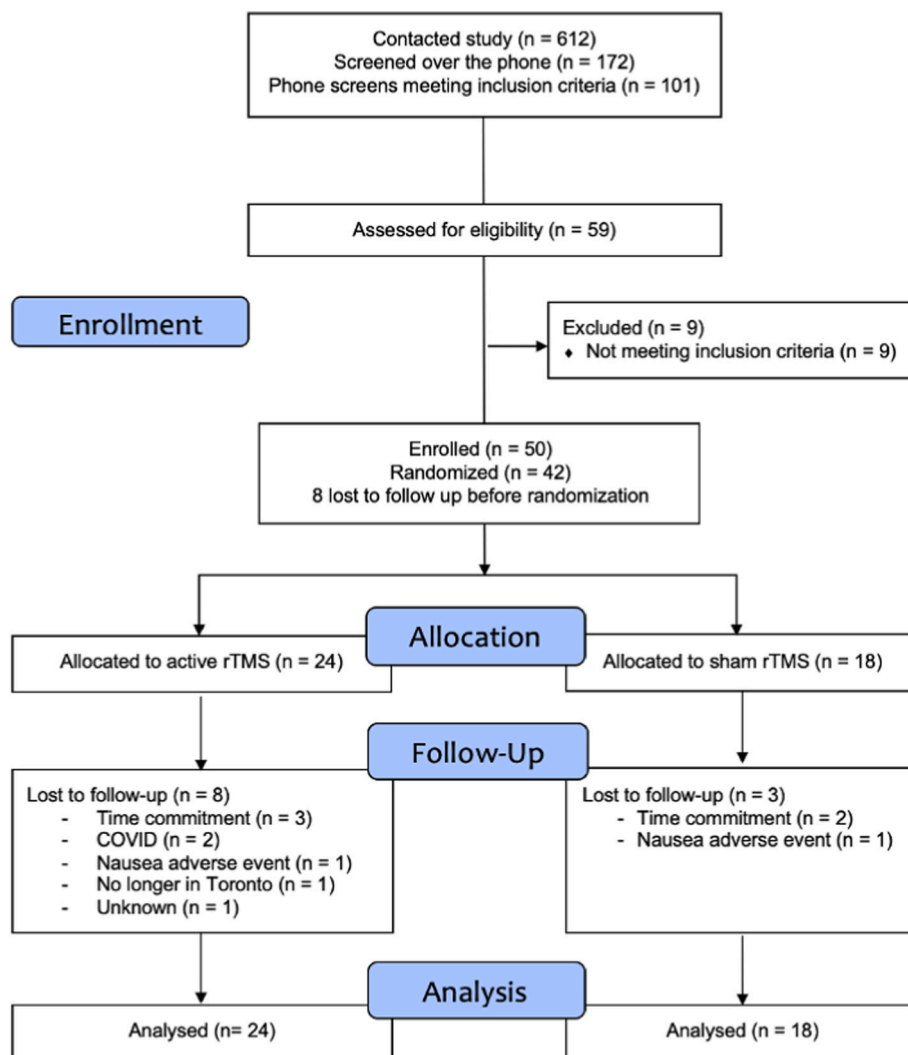 Contacted study (n = 612)
Screened over the phone (n = 172)
Phone screens meeting inclusion criteria (n = 101)
Assessed for eligibility (n = 59)
Enrollment
Excluded (n = 9)
♦ Not meeting inclusion criteria (n = 9)
Enrolled (n = 50)
Randomized (n = 42)
8 lost to follow up before randomization
Allocation
Allocated to active rTMS (n = 24)
Allocated to sham rTMS (n = 18)
Follow-Up
Lost to follow-up (n = 8)
- Time commitment (n = 3)
- COVID (n = 2)
- Nausea adverse event (n = 1)
- No longer in Toronto (n = 1)
- Unknown (n = 1)
Lost to follow-up (n = 3)
- Time commitment (n = 2)
- Nausea adverse event (n = 1)
Analysis
Analysed (n= 24)
Analysed (n = 18)